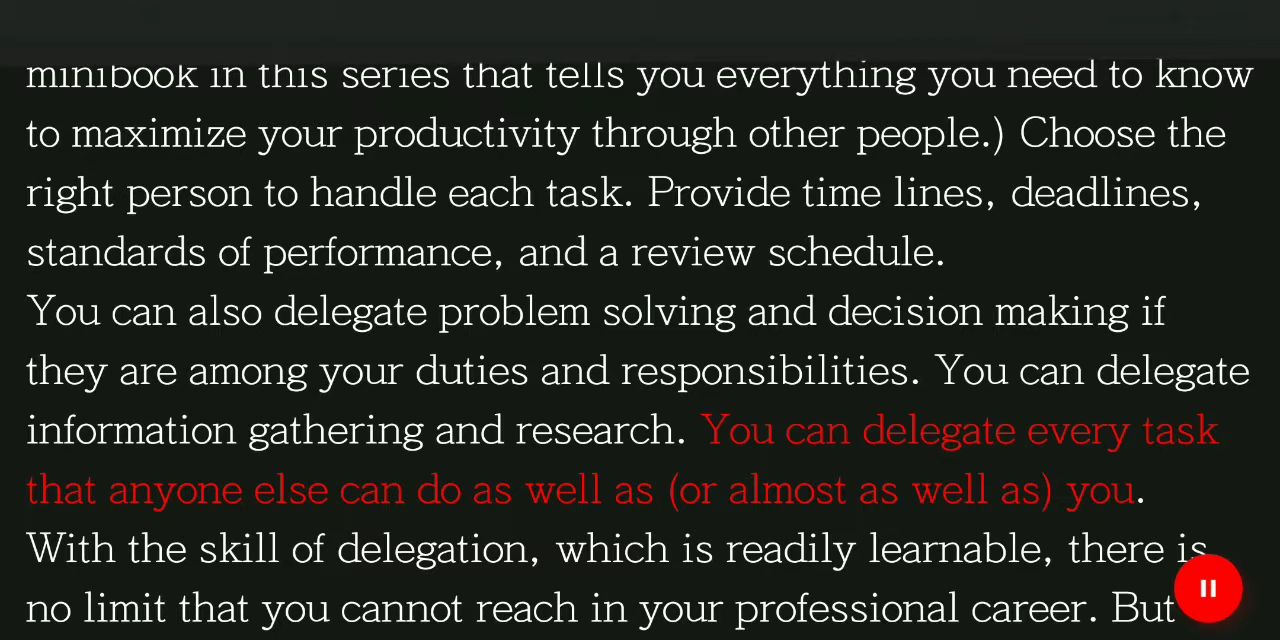 minibook in this series that tells you everything you need to know
to maximize your productivity through other people.) Choose the
right person to handle each task. Provide time lines, deadlines,
standards of performance, and a review schedule.
You can also delegate problem solving and decision making if
they are among your duties and responsibilities. You can delegate
information gathering and research. You can delegate every task
that anyone else can do as well as (or almost as well as) you.
With the skill of delegation, which is readily learnable, there is
no limit that you cannot reach in your professional career. But